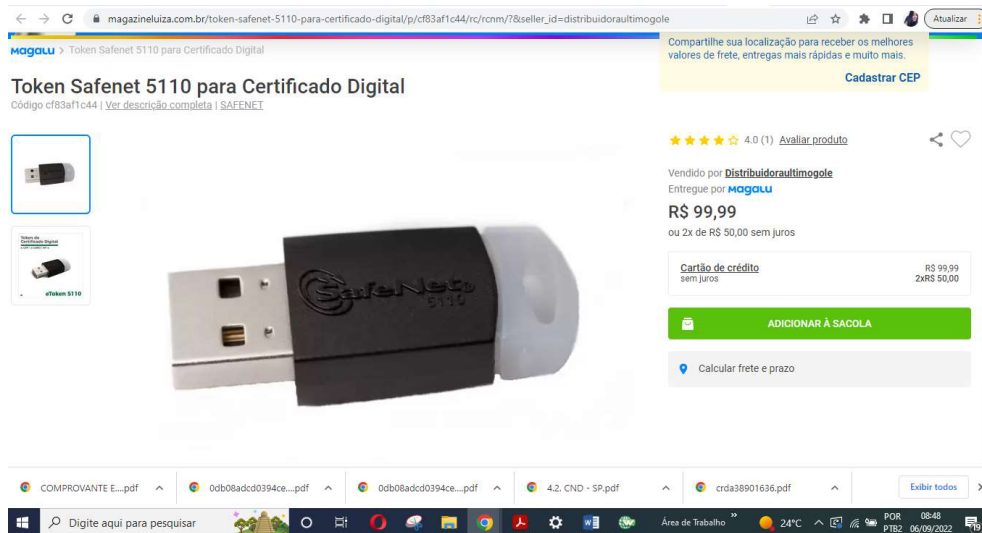 magazineluiza.com.br/token-safenet-5110-para-certificado-digital/p/cf83af1c44/rc/rcnm/?&seller_id=distribuidoraultimogole
Atualizar
Magalu > Token Safenet 5110 para Certificado Digital
Compartilhe sua localização para receber os melhores
valores de frete, entregas mais rápidas e muito mais.
Cadastrar CEP
Token Safenet 5110 para Certificado Digital
Código cf83af1c44 | Ver descrição completa | SAFENET
4.0 (1) Avaliar produto
Vendido por Distribuidoraultimogole
Entregue por Magalu
R$ 99,99
ou 2x de R$ 50,00 sem juros
Cartão de crédito R$ 99,99
sem juros 2xR$ 50,00
ADICIONAR À SACOLA
Calcular frete e prazo
SafeNet
5110
Token do
Certificado Digital
eToken 5110
COMPROVANTE E....pdf
0db08adcd0394ce....pdf
0db08adcd0394ce....pdf
4.2. CND - SP.pdf
crda38901636.pdf
Exibir todos
Digite aqui para pesquisar
Área de Trabalho
24°C
POR
PTB2
08:48
06/09/2022
19